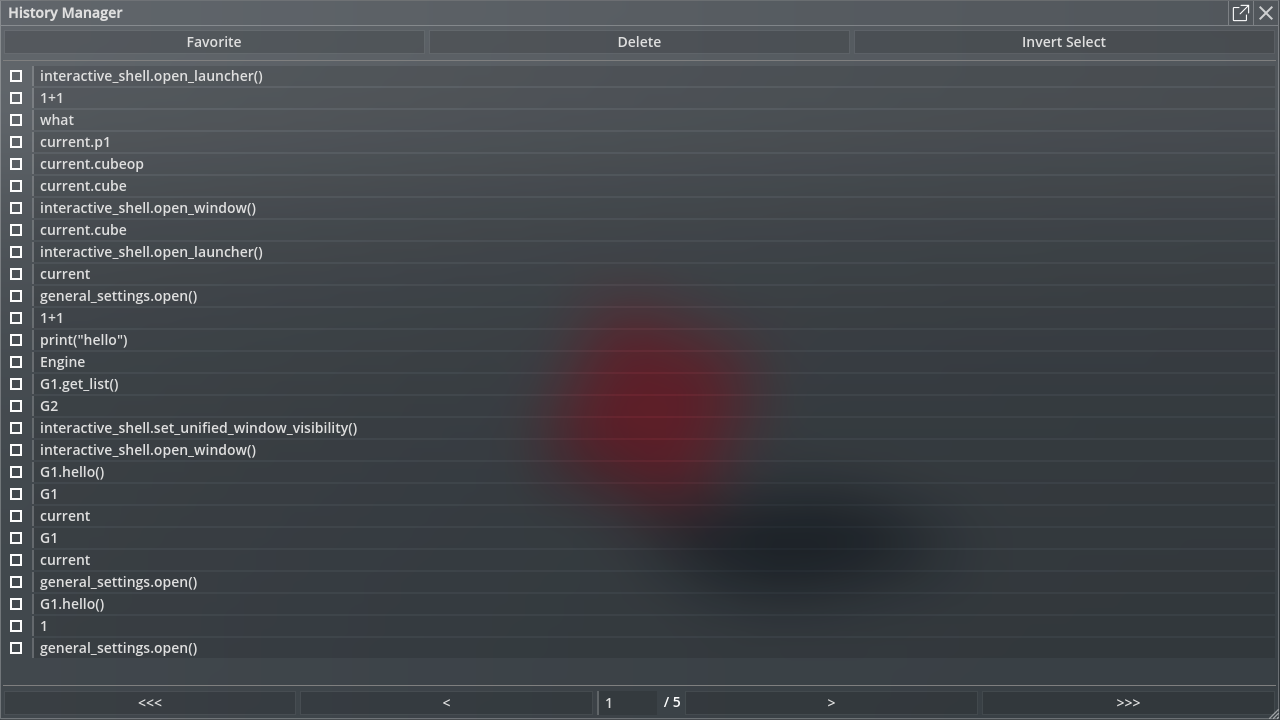 History Manager
Favorite Delete Invert Select
interactive_shell.open_launcher()
1+1
what
current.p1
current.cubeop
current.cube
interactive_shell.open_window()
current.cube
interactive_shell.open_launcher()
current
general_settings.open()
1+1
print("hello")
Engine
G1.get_list()
G2
interactive_shell.set_unified_window_visibility()
interactive_shell.open_window()
G1.hello()
G1
current
G1
current
general_settings.open()
G1.hello()
1
general_settings.open()
<<< < 1 / 5 > >>>